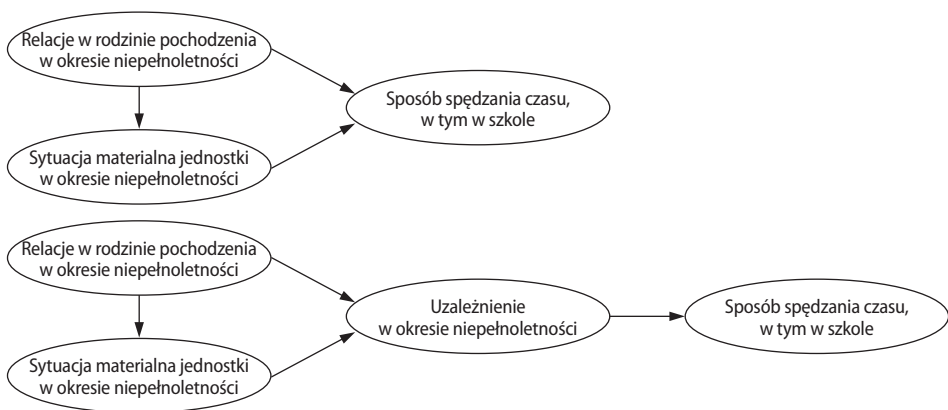 Relacje w rodzinie pochodzenia
w okresie niepełnoletności
Sposób spędzania czasu,
w tym w szkole
Sytuacja materialna jednostki
w okresie niepełnoletności
Relacje w rodzinie pochodzenia
w okresie niepełnoletności
Uzależnienie
w okresie niepełnoletności
Sposób spędzania czasu,
w tym w szkole
Sytuacja materialna jednostki
w okresie niepełnoletności